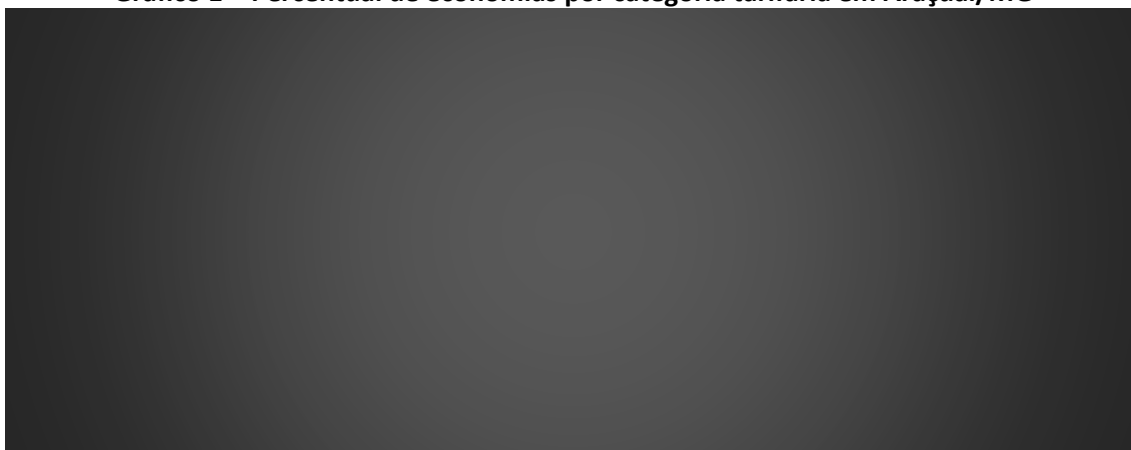 Gráfico 1 – Percentual de economias por categoria tarifária em Araçuaí/MG